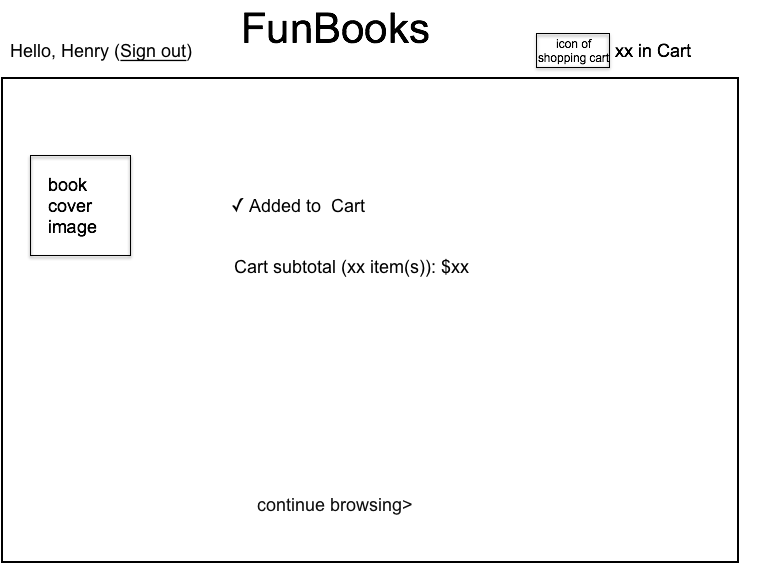 FunBooks
Hello, Henry (Sign out)
icon of
shopping cart
xx in Cart
book
cover
image
✓ Added to  Cart
Cart subtotal (xx item(s)): $xx
continue browsing>